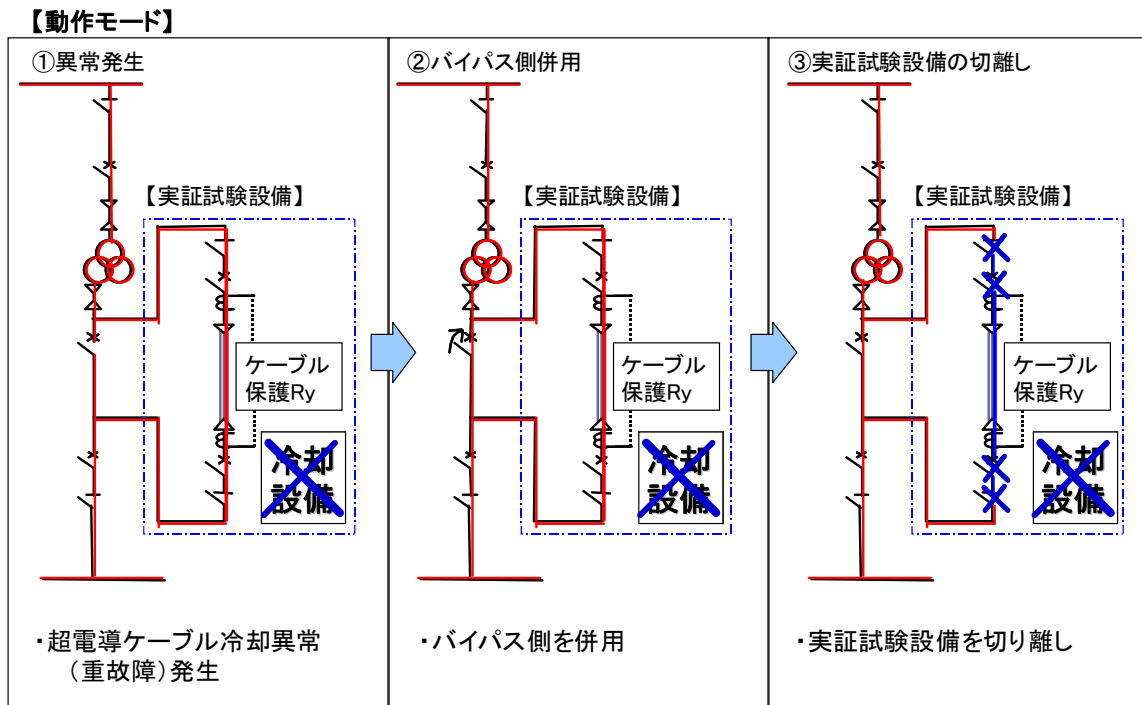 【動作モード】
①異常発生
【実証試験設備】
ケーブル
保護Ry
冷却
設備
・超電導ケーブル冷却異常
（重故障）発生
②バイパス側併用
【実証試験設備】
ケーブル
保護Ry
冷却
設備
・バイパス側を併用
③実証試験設備の切離し
【実証試験設備】
ケーブル
保護Ry
冷却
設備
・実証試験設備を切り離し